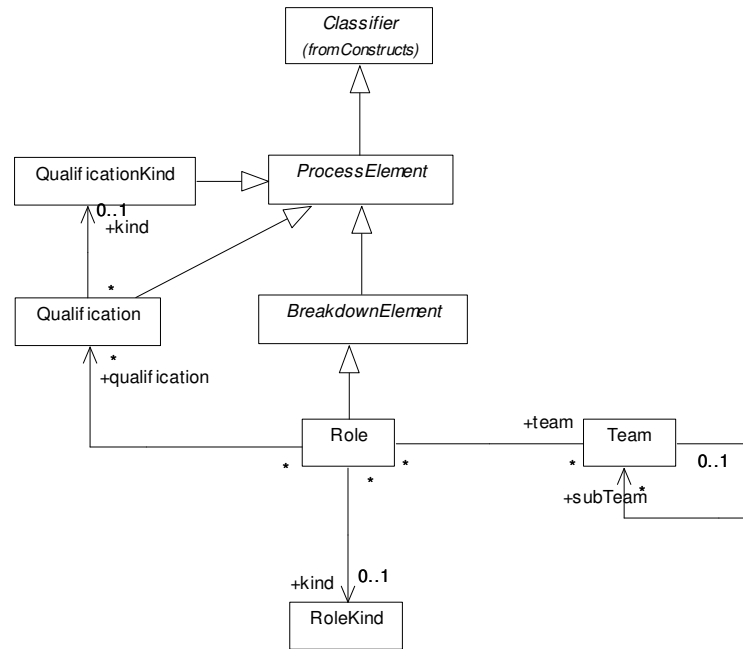 Classifier
(fromConstructs)
QualificationKind
ProcessElement
0..1
+kind
*
Qualification
BreakdownElement
*
+qualification
Role
+team
Team
*
*
*
*
0..1
*
+subTeam
+kind
0..1
RoleKind